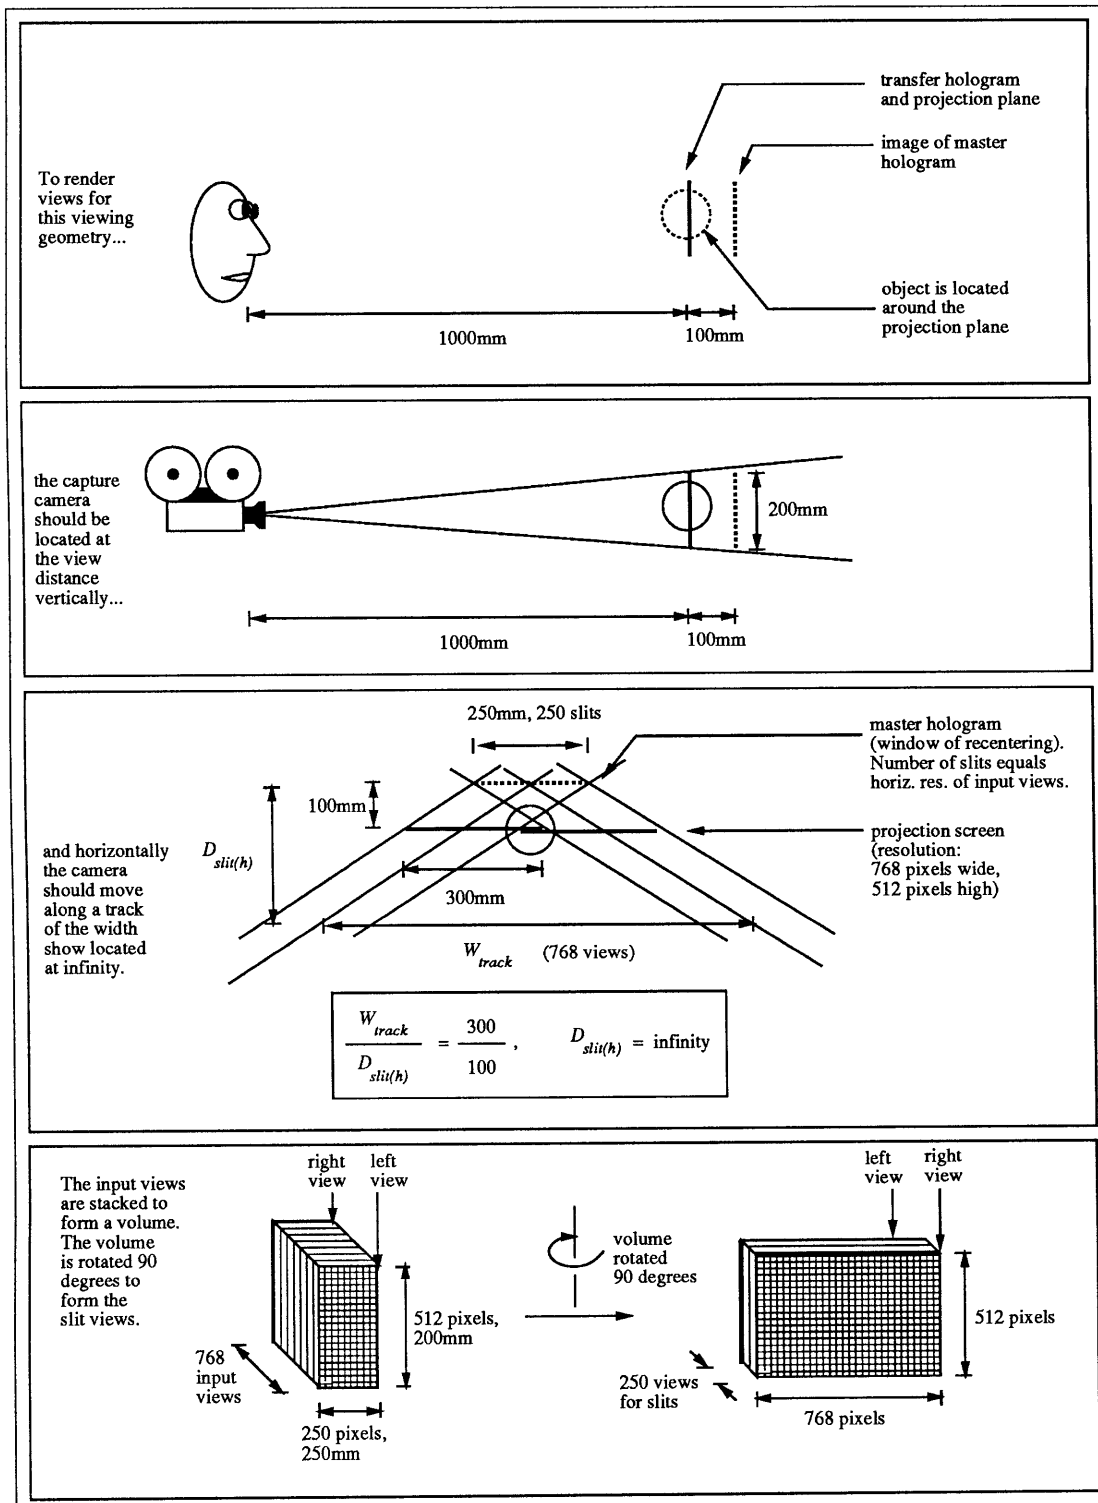 transfer hologram
and projection plane
image of master
hologram
To render
views for
this viewing
geometry...
object is located
around the
projection plane
1000mm
100mm
the capture
camera
should be
located at
the view
distance
vertically...
200mm
1000mm
100mm
250mm, 250 slits
master hologram
(window of recentering).
Number of slits equals
horiz. res. of input views.
100mm
projection screen
(resolution:
768 pixels wide,
512 pixels high)
and horizontally
the camera
should move
along a track
of the width
show located
at infinity.
D slit(h)
300mm
W track (768 views)
W track / D slit(h) = 300 / 100 , D slit(h) = infinity
The input views
are stacked to
form a volume.
The volume
is rotated 90
degrees to
form the
slit views.
right
view
left
view
768
input
views
512 pixels,
200mm
250 pixels,
250mm
volume
rotated
90 degrees
left
view
right
view
512 pixels
250 views
for slits
768 pixels